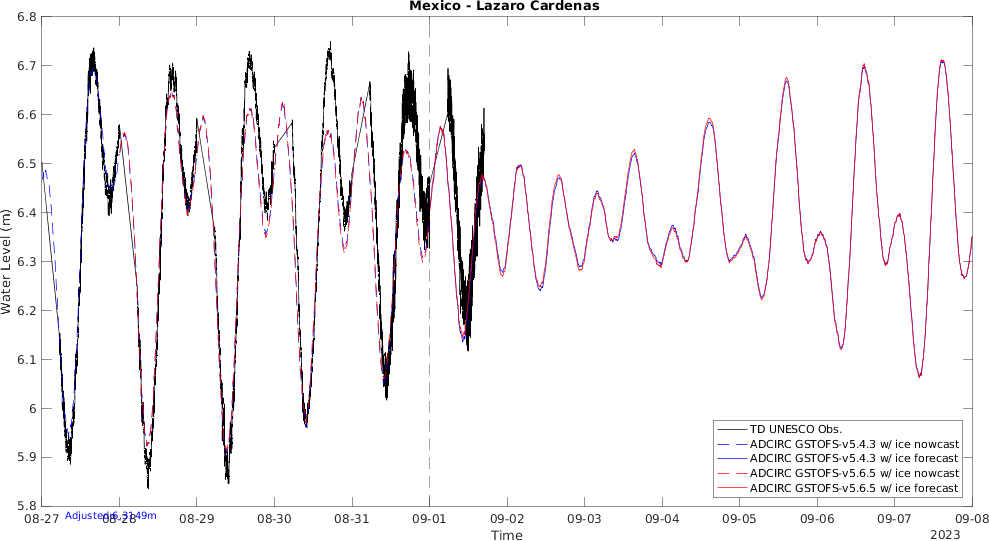 Mexico - Lazaro Cardenas
6.8
6.7
6.6
6.5
6.4
6.3
6.2
6.1
6
5.9
5.8
Water Level (m)
TD UNESCO Obs.
ADCIRC GSTOFS-v5.4.3 w/ ice nowcast
ADCIRC GSTOFS-v5.4.3 w/ ice forecast
ADCIRC GSTOFS-v5.6.5 w/ ice nowcast
ADCIRC GSTOFS-v5.6.5 w/ ice forecast
08-27 08-28 08-29 08-30 08-31 09-01 09-02 09-03 09-04 09-05 09-06 09-07 09-08
Adjusted 6.3149m
Time
2023